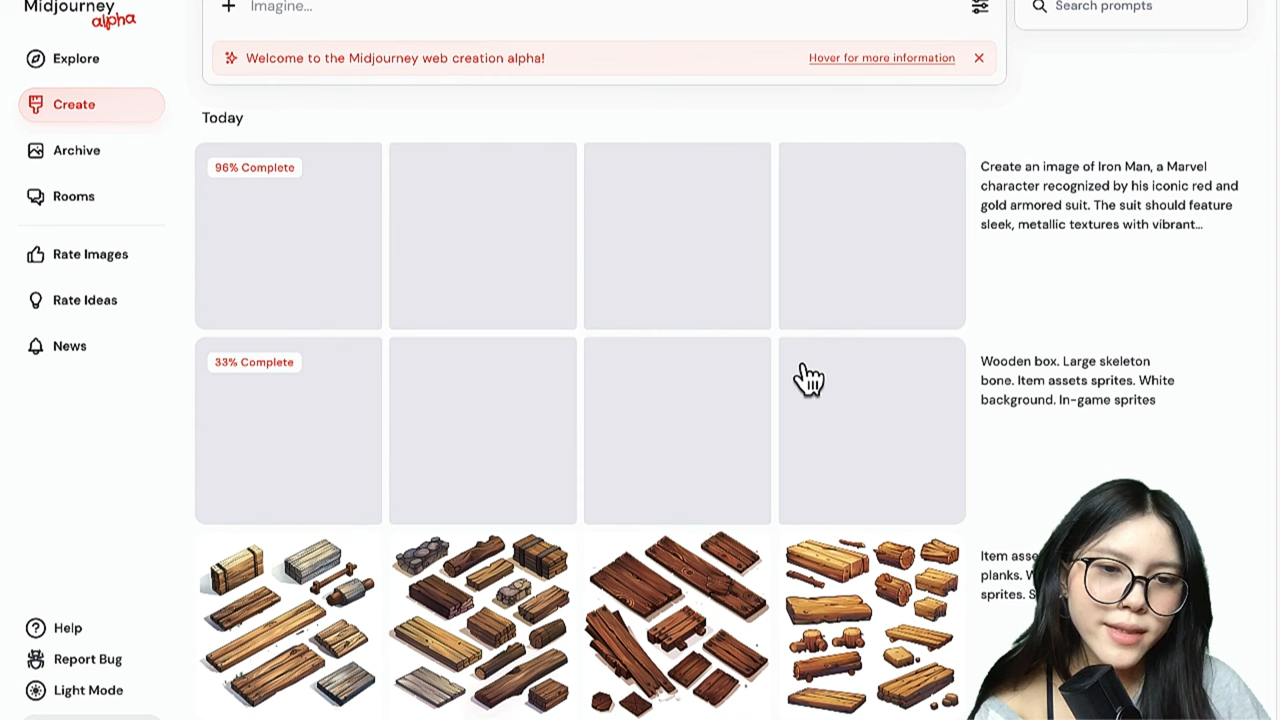 Midjourney
alpha
Imagine...
Search prompts
Welcome to the Midjourney web creation alpha!
Hover for more information
Explore
Create
Archive
Rooms
Rate Images
Rate Ideas
News
Help
Report Bug
Light Mode
Today
96% Complete
Create an image of Iron Man, a Marvel
character recognized by his iconic red and
gold armored suit. The suit should feature
sleek, metallic textures with vibrant...
33% Complete
Wooden box. Large skeleton
bone. Item assets sprites. White
background. In-game sprites
Item
planks.
sprites.